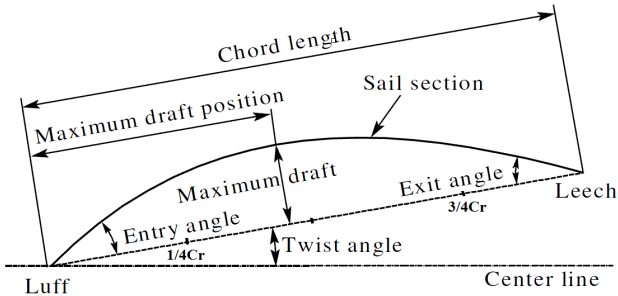 Chord length
Maximum draft position
Sail section
Maximum draft
Exit angle
Leech
3/4Cr
Entry angle
1/4Cr
Twist angle
Luff
Center line